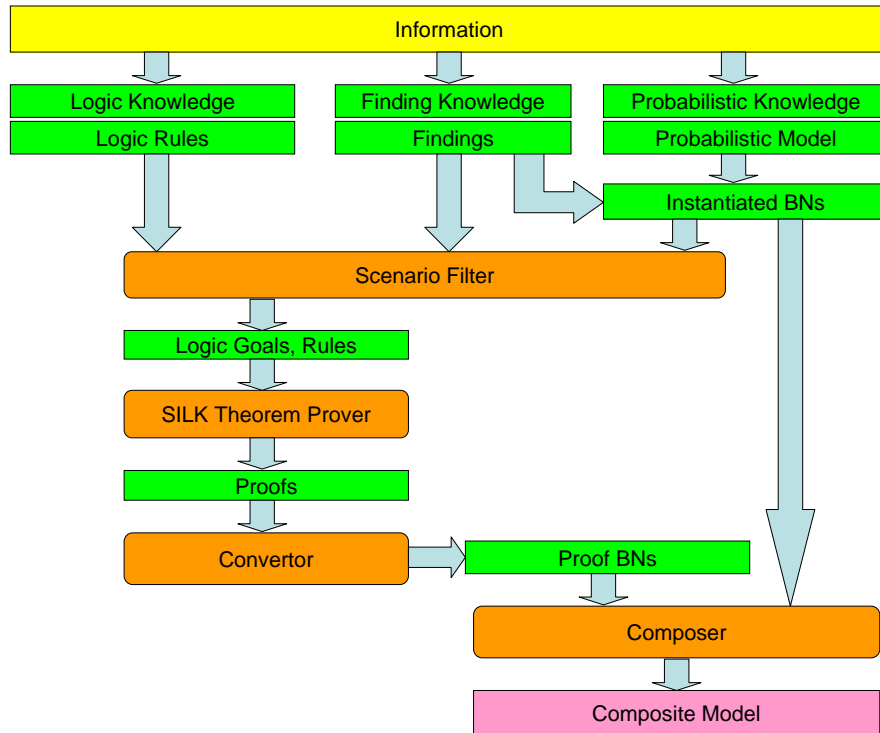 Information
Logic Knowledge
Finding Knowledge
Probabilistic Knowledge
Logic Rules
Findings
Probabilistic Model
Instantiated BNs
Scenario Filter
Logic Goals, Rules
SILK Theorem Prover
Proofs
Convertor
Proof BNs
Composer
Composite Model